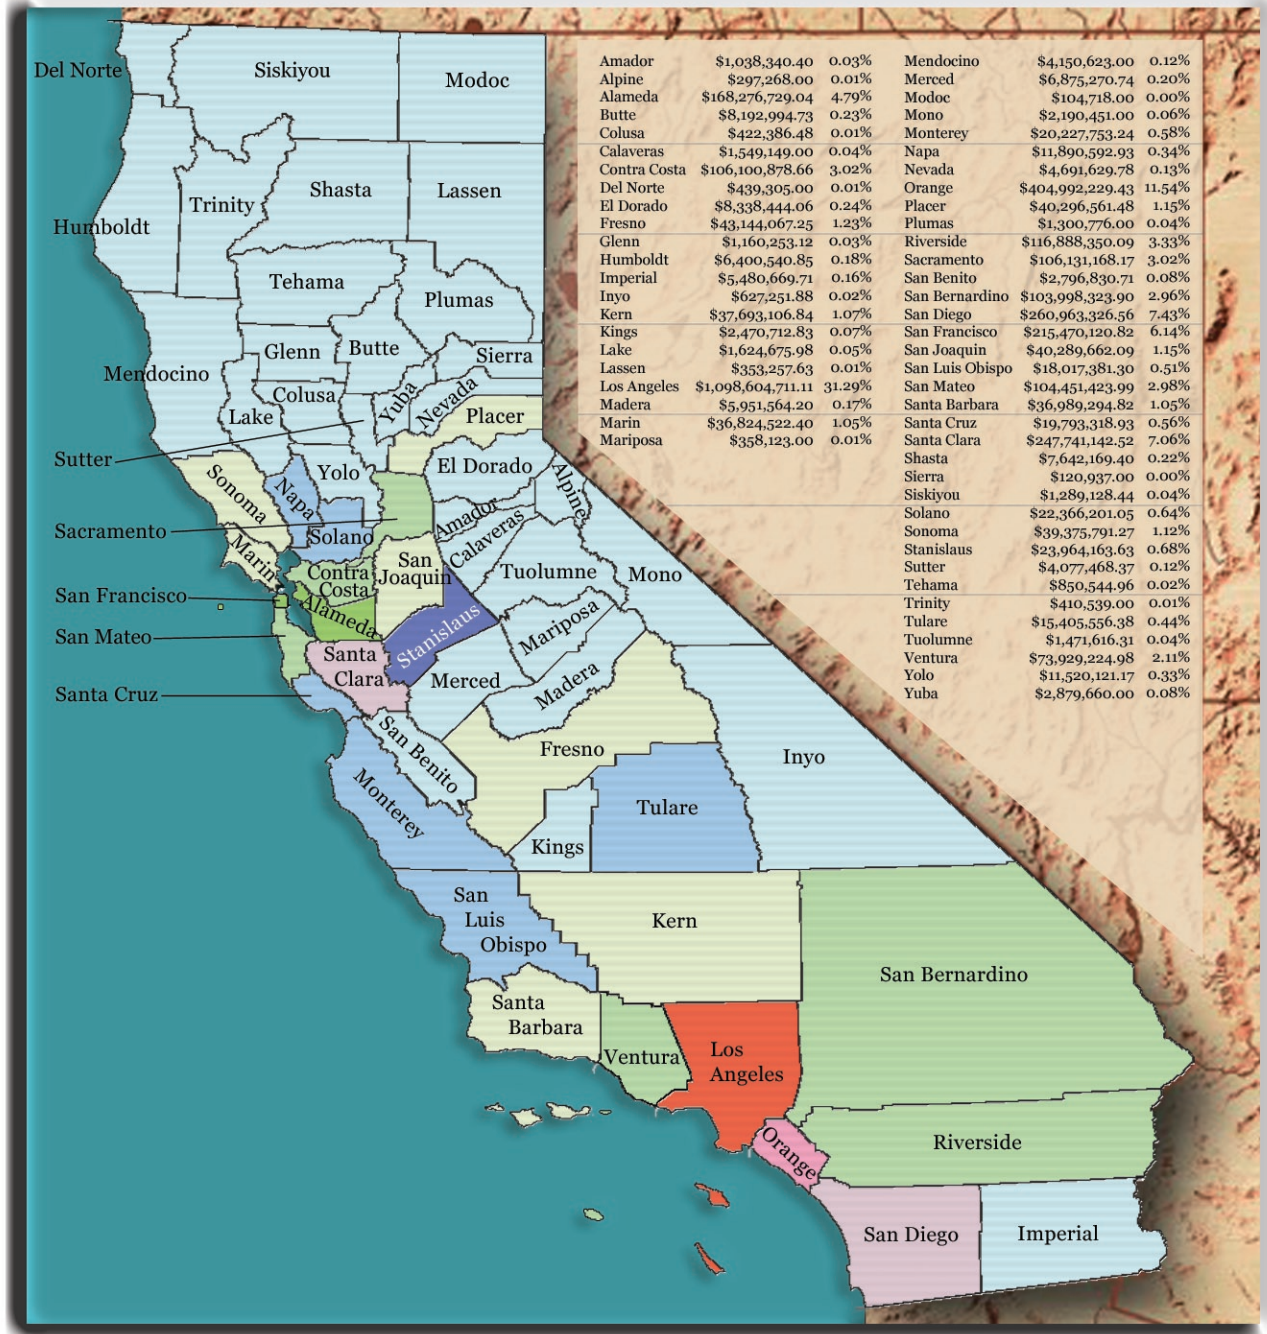 Del Norte
Siskiyou
Modoc
Humboldt
Trinity
Shasta
Lassen
Tehama
Plumas
Mendocino
Glenn
Butte
Sierra
Colusa
Lake
Yuba
Nevada
Placer
Sutter
Yolo
El Dorado
Alpine
Sonoma
Napa
Sacramento
Solano
Amador
Calaveras
Marin
Contra
Costa
San
Joaquin
Tuolumne
Mono
San Francisco
Alameda
Stanislaus
Mariposa
San Mateo
Santa
Clara
Merced
Madera
Santa Cruz
San Benito
Fresno
Inyo
Monterey
Tulare
Kings
San
Luis
Obispo
Kern
San Bernardino
Santa
Barbara
Ventura
Los
Angeles
Orange
Riverside
San Diego
Imperial
Amador $1,038,340.40 0.03%
Alpine $297,268.00 0.01%
Alameda $168,276,729.04 4.79%
Butte $8,192,994.73 0.23%
Colusa $422,386.48 0.01%
Calaveras $1,549,149.00 0.04%
Contra Costa $106,100,878.66 3.02%
Del Norte $439,305.00 0.01%
El Dorado $8,338,444.06 0.24%
Fresno $43,144,067.25 1.23%
Glenn $1,160,253.12 0.03%
Humboldt $6,400,540.85 0.18%
Imperial $5,480,669.71 0.16%
Inyo $627,251.88 0.02%
Kern $37,693,106.84 1.07%
Kings $2,470,712.83 0.07%
Lake $1,624,675.98 0.05%
Lassen $353,257.63 0.01%
Los Angeles $1,098,604,711.11 31.29%
Madera $5,951,564.20 0.17%
Marin $36,824,522.40 1.05%
Mariposa $358,123.00 0.01%
Mendocino $4,150,623.00 0.12%
Merced $6,875,270.74 0.20%
Modoc $104,718.00 0.00%
Mono $2,190,451.00 0.06%
Monterey $20,227,753.24 0.58%
Napa $11,890,592.93 0.34%
Nevada $4,691,629.78 0.13%
Orange $404,992,229.43 11.54%
Placer $40,296,561.48 1.15%
Plumas $1,300,776.00 0.04%
Riverside $116,888,350.09 3.33%
Sacramento $106,131,168.17 3.02%
San Benito $2,796,830.71 0.08%
San Bernardino $103,998,323.90 2.96%
San Diego $260,963,326.56 7.43%
San Francisco $215,470,120.82 6.14%
San Joaquin $40,289,662.09 1.15%
San Luis Obispo $18,017,381.30 0.51%
San Mateo $104,451,423.99 2.98%
Santa Barbara $36,989,294.82 1.05%
Santa Cruz $19,793,318.93 0.56%
Santa Clara $247,741,142.52 7.06%
Shasta $7,642,169.40 0.22%
Sierra $120,937.00 0.00%
Siskiyou $1,289,128.44 0.04%
Solano $22,366,201.05 0.64%
Sonoma $39,375,791.27 1.12%
Stanislaus $23,964,163.63 0.68%
Sutter $4,077,468.37 0.12%
Tehama $850,544.96 0.02%
Trinity $410,539.00 0.01%
Tulare $15,405,556.38 0.44%
Tuolumne $1,471,616.31 0.04%
Ventura $73,929,224.98 2.11%
Yolo $11,520,121.17 0.33%
Yuba $2,879,660.00 0.08%